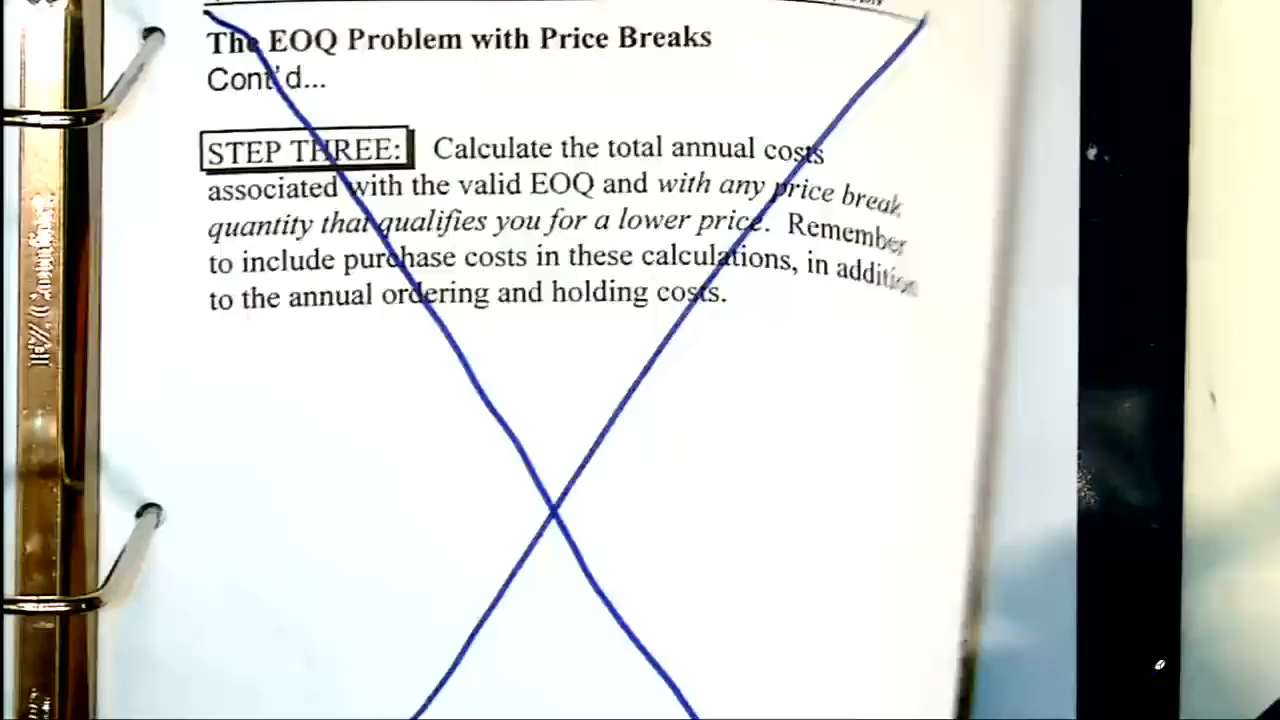 The EOQ Problem with Price Breaks
Cont'd...
STEP THREE: Calculate the total annual costs
associated with the valid EOQ and with any price break
quantity that qualifies you for a lower price. Remember
to include purchase costs in these calculations, in addition
to the annual ordering and holding costs.